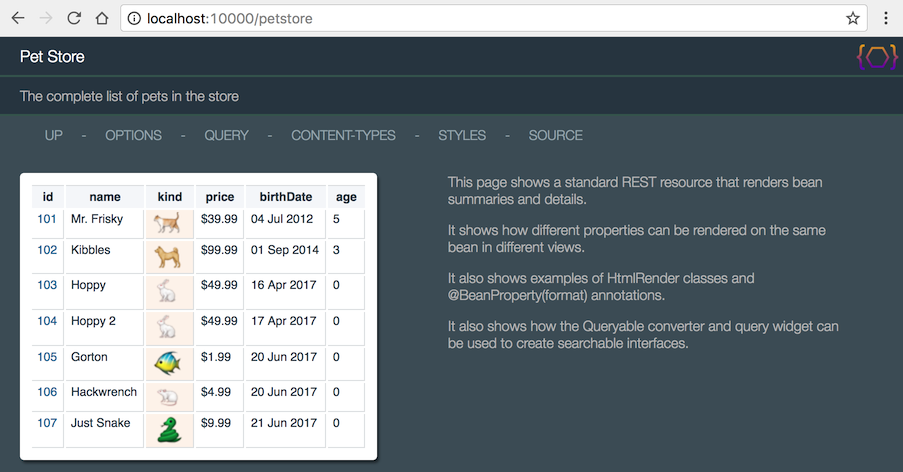 localhost:10000/petstore
Pet Store
The complete list of pets in the store
UP - OPTIONS - QUERY - CONTENT-TYPES - STYLES - SOURCE
id name kind price birthDate age
101 Mr. Frisky $39.99 04 Jul 2012 5
102 Kibbles $99.99 01 Sep 2014 3
103 Hoppy $49.99 16 Apr 2017 0
104 Hoppy 2 $49.99 17 Apr 2017 0
105 Gorton $1.99 20 Jun 2017 0
106 Hackwrench $4.99 20 Jun 2017 0
107 Just Snake $9.99 21 Jun 2017 0
This page shows a standard REST resource that renders bean
summaries and details.
It shows how different properties can be rendered on the same
bean in different views.
It also shows examples of HtmlRender classes and
@BeanProperty(format) annotations.
It also shows how the Queryable converter and query widget can
be used to create searchable interfaces.